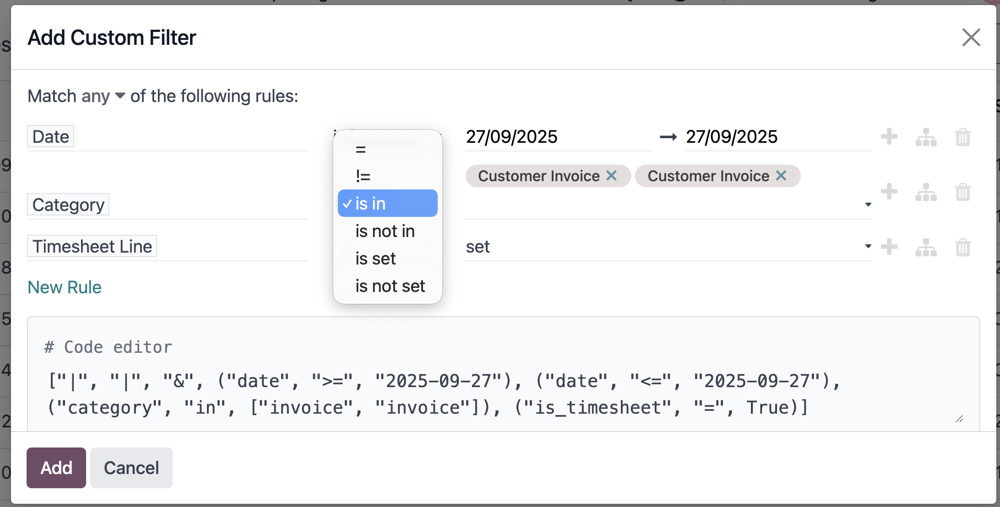 Add Custom Filter
Match any of the following rules:
Date 27/09/2025 → 27/09/2025
=
!=
Customer Invoice × Customer Invoice ×
Category
✓ is in
is not in
Timesheet Line set
is set
is not set
New Rule
# Code editor
["|", "|", "&", ("date", ">=", "2025-09-27"), ("date", "<=", "2025-09-27"),
("category", "in", ["invoice", "invoice"]), ("is_timesheet", "=", True)]
Add Cancel